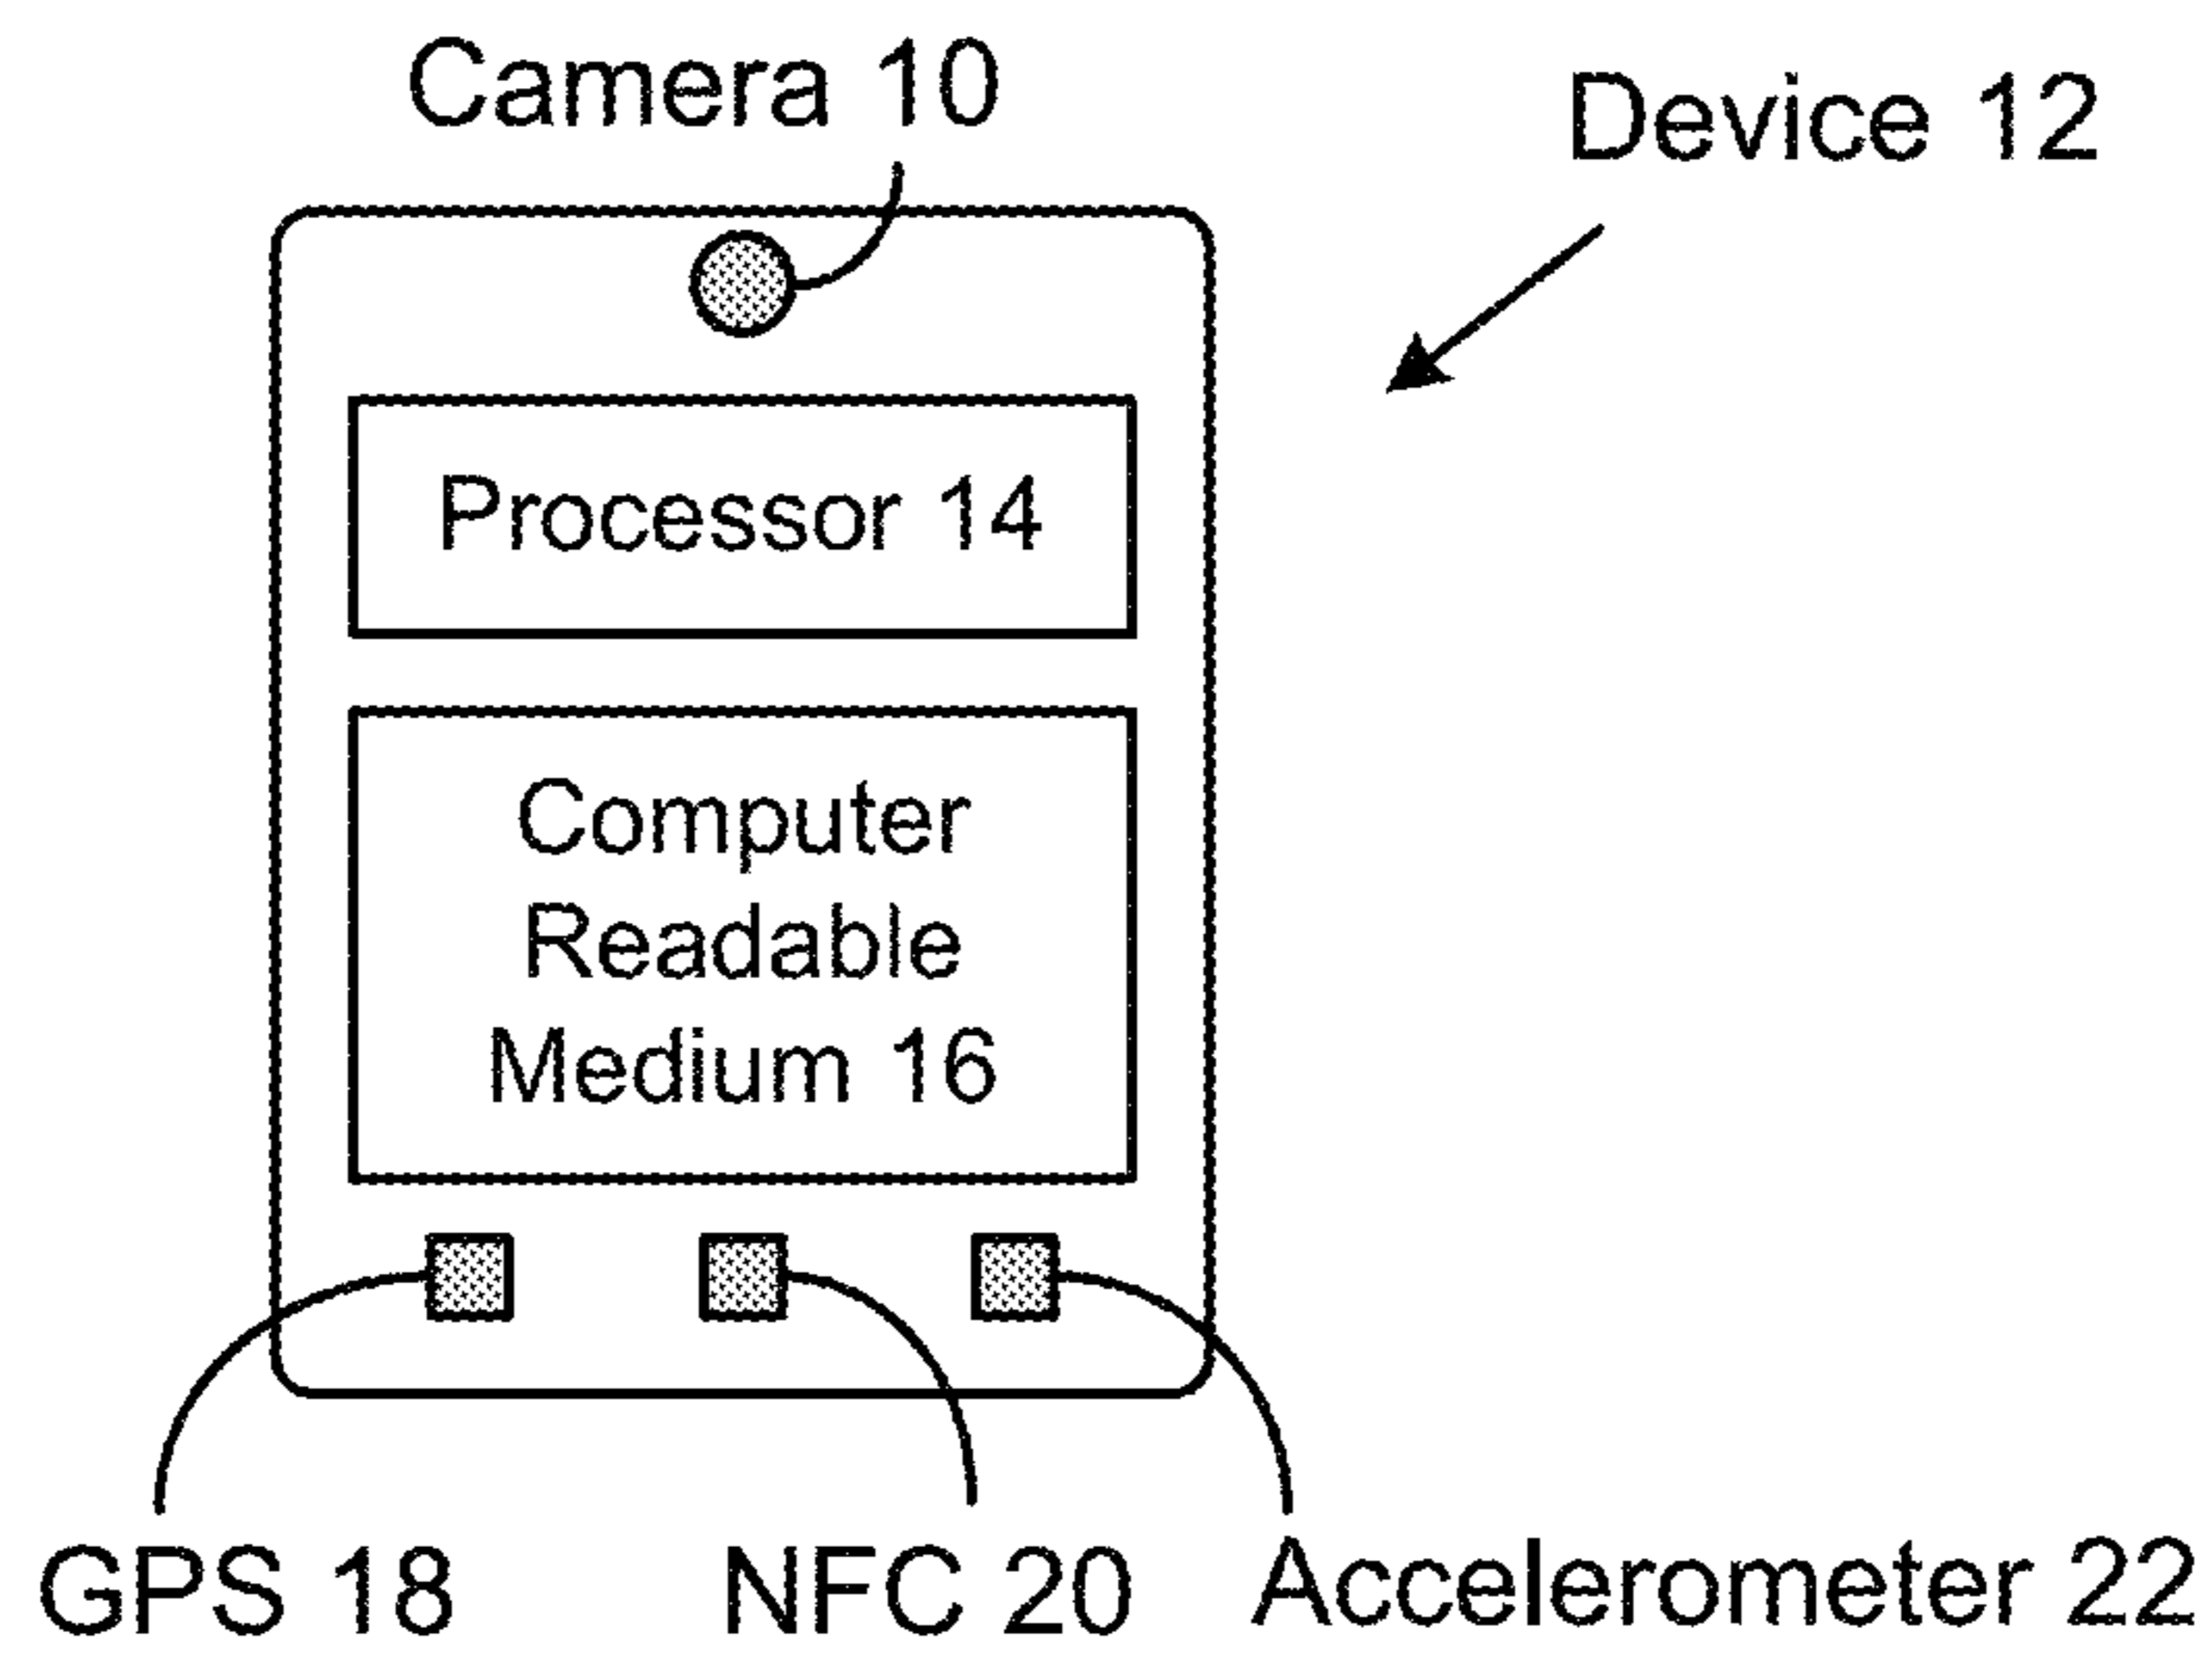 Camera 10
Device 12
Processor 14
Computer
Readable
Medium 16
GPS 18
NFC 20
Accelerometer 22